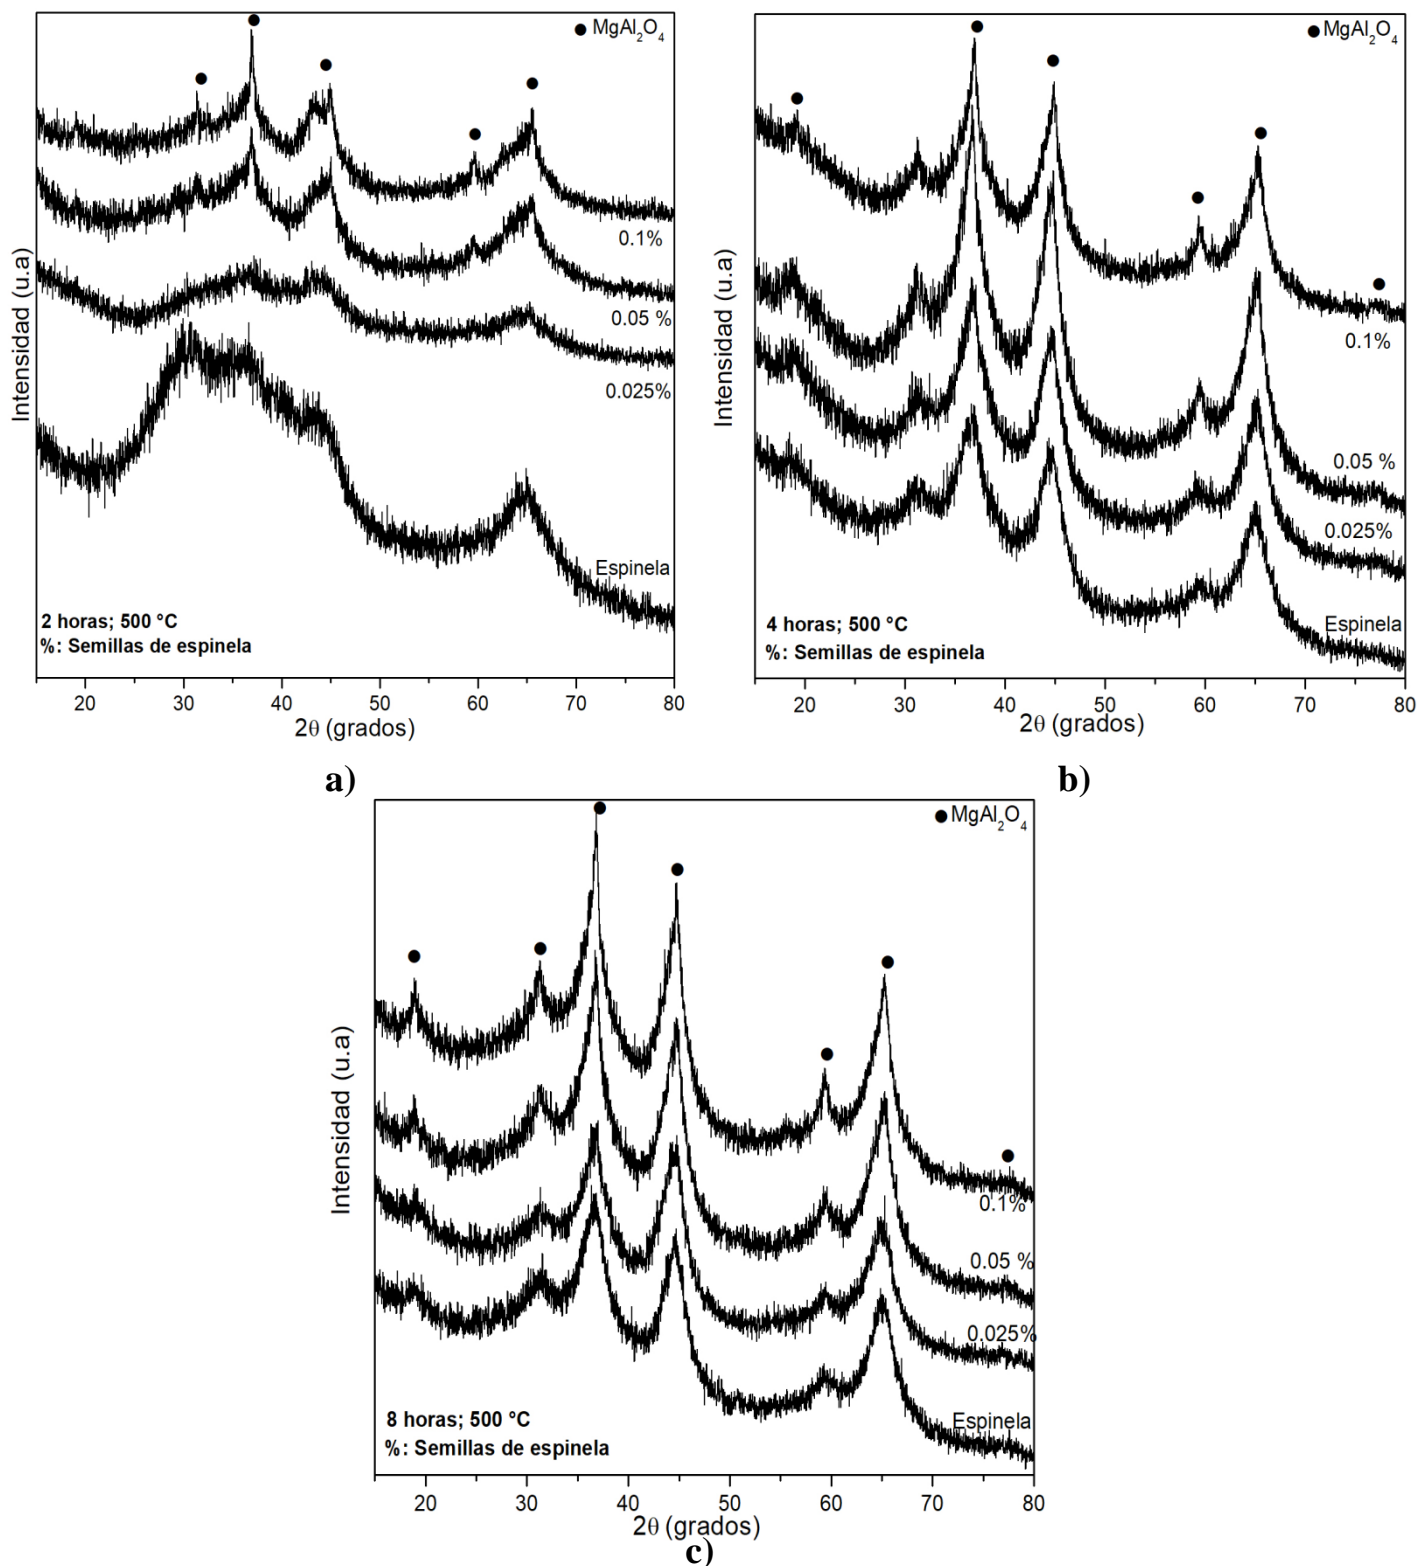 ● MgAl₂O₄
Intensidad (u.a)
0.1%
0.05 %
0.025%
Espinela
2 horas; 500 °C
%: Semillas de espinela
20 30 40 50 60 70 80
2θ (grados)
a)
● MgAl₂O₄
Intensidad (u.a)
0.1%
0.05 %
0.025%
Espinela
4 horas; 500 °C
%: Semillas de espinela
20 30 40 50 60 70 80
2θ (grados)
b)
● MgAl₂O₄
Intensidad (u.a)
0.1%
0.05 %
0.025%
Espinela
8 horas; 500 °C
%: Semillas de espinela
20 30 40 50 60 70 80
2θ (grados)
c)